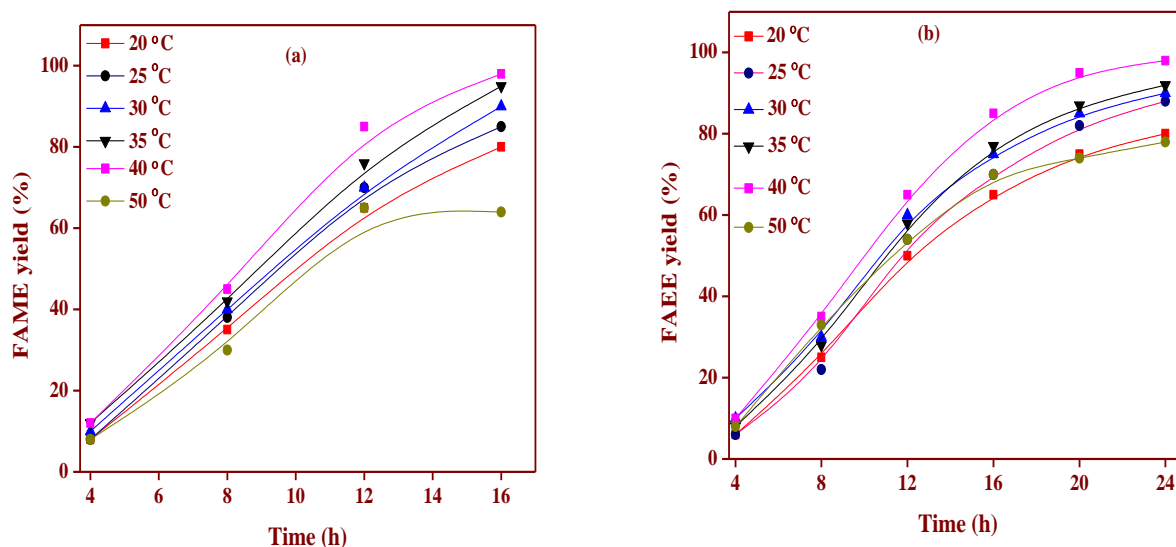 (a)
20 °C
25 °C
30 °C
35 °C
40 °C
50 °C
FAME yield (%)
100
80
60
40
20
0
4 6 8 10 12 14 16
Time (h)
(b)
20 °C
25 °C
30 °C
35 °C
40 °C
50 °C
FAEE yield (%)
100
80
60
40
20
0
4 8 12 16 20 24
Time (h)